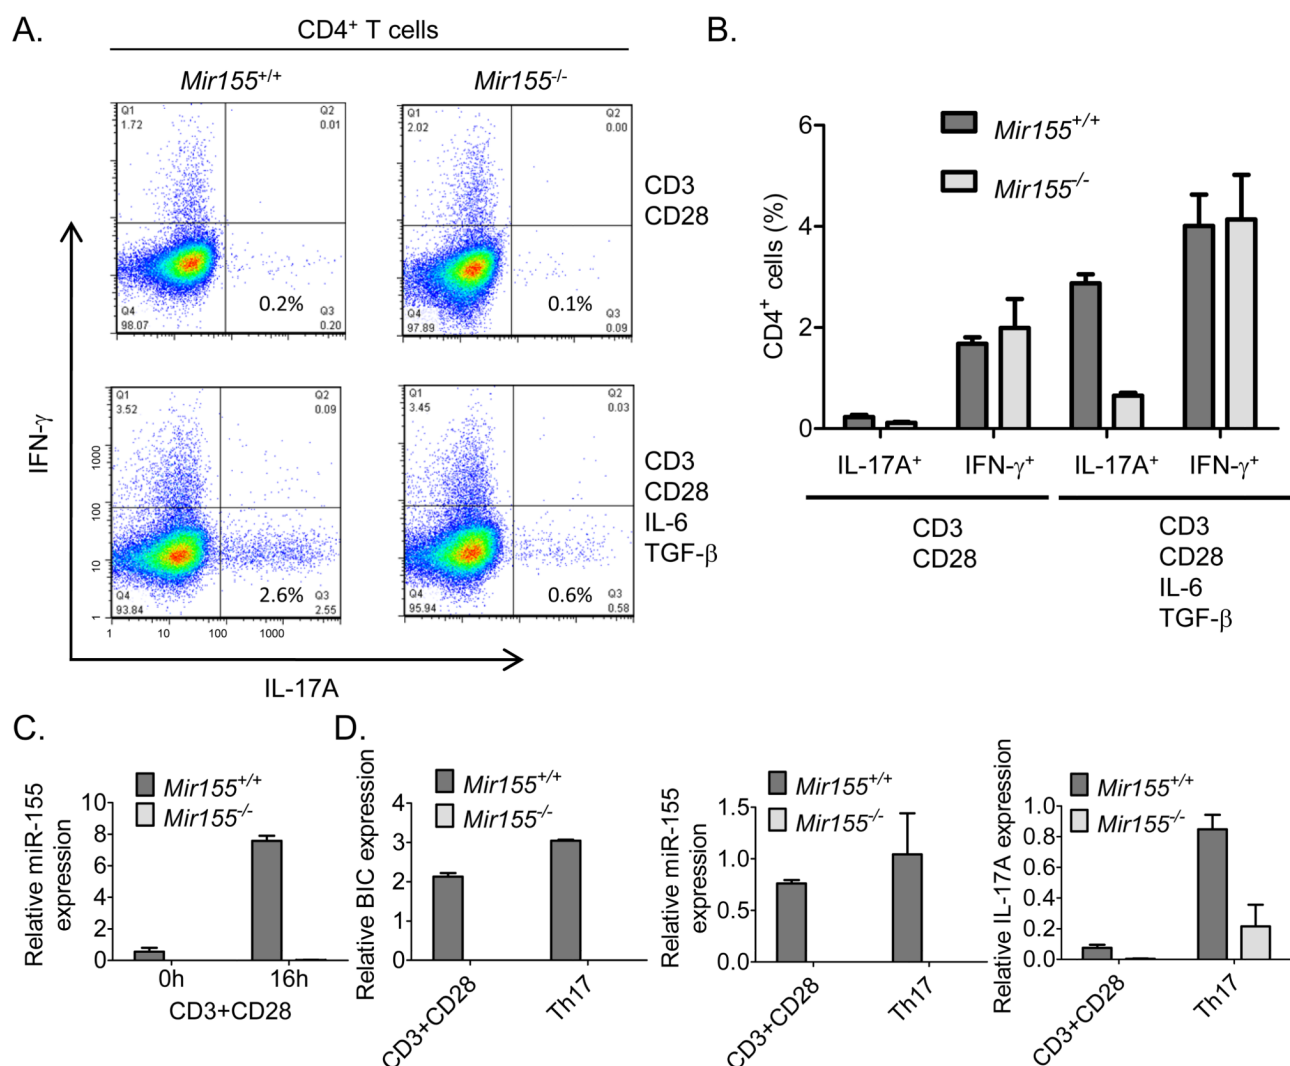 A.
CD4⁺ T cells
Mir155⁺/⁺
Mir155⁻/⁻
Q1
1.72
Q2
0.01
Q4
98.07
0.2%
Q3
0.20
Q1
2.02
Q2
0.00
Q4
97.89
0.1%
Q3
0.09
CD3
CD28
IFN-γ
Q1
3.52
Q2
0.09
Q4
93.84
2.6%
Q3
2.55
1000
100
10
1
1 10 100 1000
Q1
3.45
Q2
0.03
Q4
95.94
0.6%
Q3
0.58
CD3
CD28
IL-6
TGF-β
IL-17A
B.
Mir155⁺/⁺
Mir155⁻/⁻
CD4⁺ cells (%)
6
4
2
0
IL-17A⁺ IFN-γ⁺ IL-17A⁺ IFN-γ⁺
CD3
CD28
CD3
CD28
IL-6
TGF-β
C.
Mir155⁺/⁺
Mir155⁻/⁻
Relative miR-155
expression
10
8
6
4
2
0
0h 16h
CD3+CD28
D.
Mir155⁺/⁺
Mir155⁻/⁻
Relative BIC expression
4
3
2
1
0
CD3+CD28
Th17
Mir155⁺/⁺
Mir155⁻/⁻
Relative miR-155
expression
1.5
1.0
0.5
0.0
CD3+CD28
Th17
Mir155⁺/⁺
Mir155⁻/⁻
Relative IL-17A expression
1.0
0.8
0.6
0.4
0.2
0.0
CD3+CD28
Th17